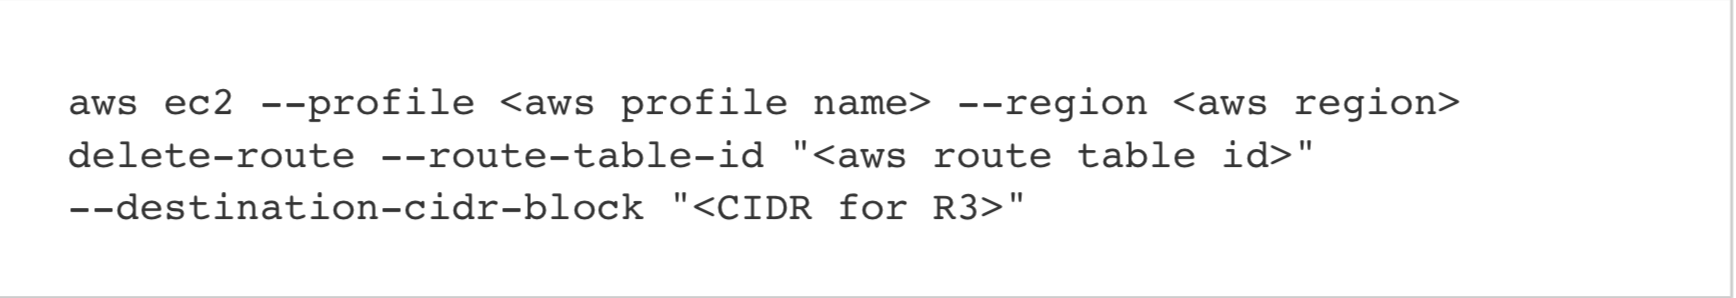 aws ec2 --profile <aws profile name> --region <aws region>
delete-route --route-table-id "<aws route table id>"
--destination-cidr-block "<CIDR for R3>"